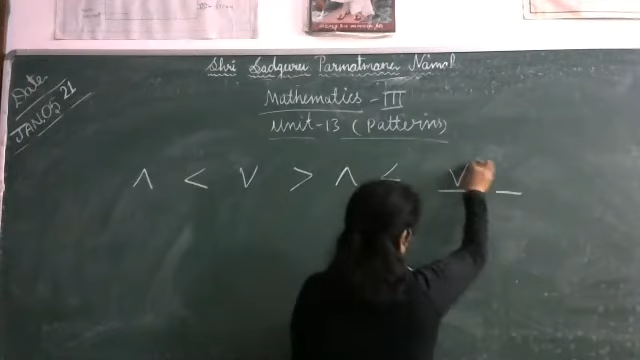 Shri Sadguru Parmatmane Namah
Date
JAN.05 21
Mathematics - III
Unit-13 (Patterns)
∧ < ∨ > ∧ < ∨ _